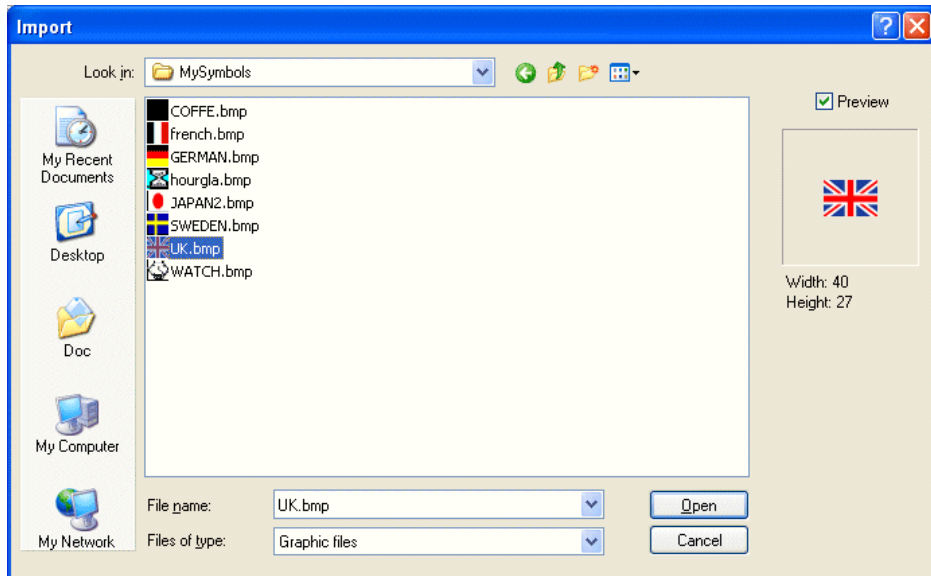 Import
Look in: MySymbols
COFFE.bmp
french.bmp
GERMAN.bmp
hourgla.bmp
JAPAN2.bmp
SWEDEN.bmp
UK.bmp
WATCH.bmp
My Recent
Documents
Desktop
Doc
My Computer
My Network
Preview
Width: 40
Height: 27
File name: UK.bmp Open
Files of type: Graphic files Cancel